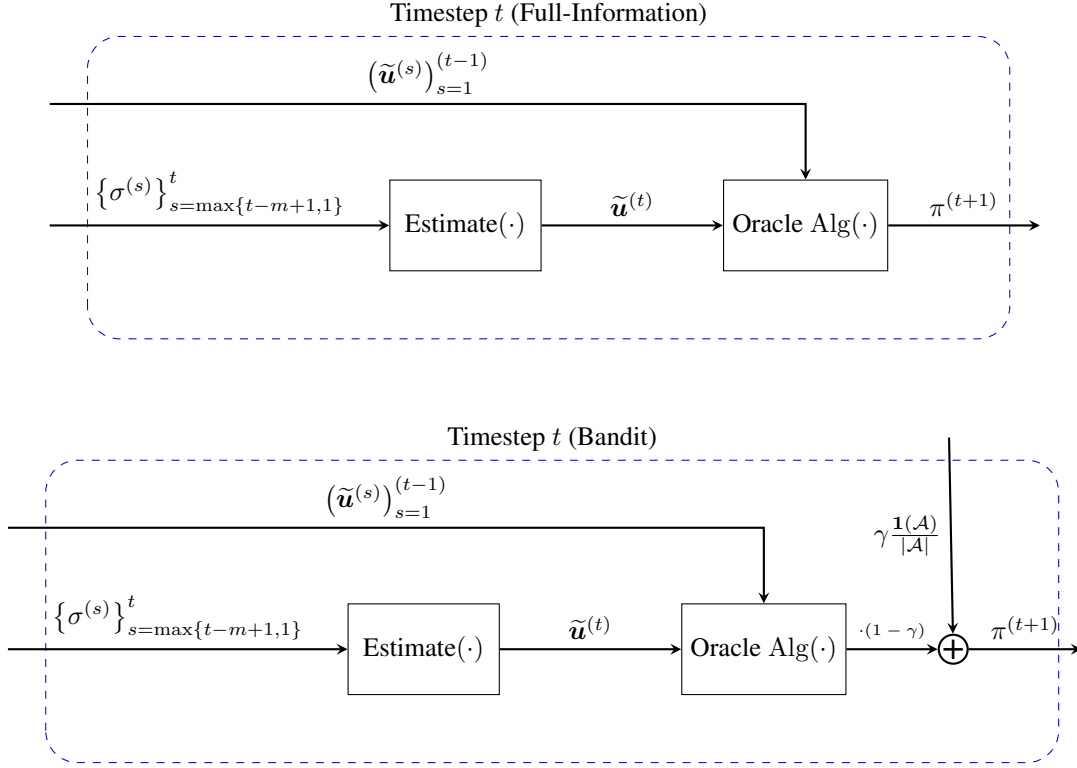 Timestep t (Full-Information)
(ũ^{(s)})_{s=1}^{(t−1)}
{σ^{(s)}}_{s=max{t−m+1,1}}^{t}
Estimate(·)
ũ^{(t)}
Oracle Alg(·)
π^{(t+1)}
Timestep t (Bandit)
(ũ^{(s)})_{s=1}^{(t−1)}
γ 1(𝒜)/|𝒜|
{σ^{(s)}}_{s=max{t−m+1,1}}^{t}
Estimate(·)
ũ^{(t)}
Oracle Alg(·)
·(1 − γ)
+
π^{(t+1)}